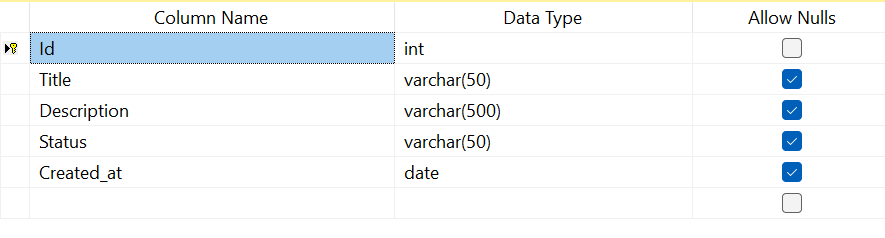 Column Name Data Type Allow Nulls
Id int
Title varchar(50)
Description varchar(500)
Status varchar(50)
Created_at date